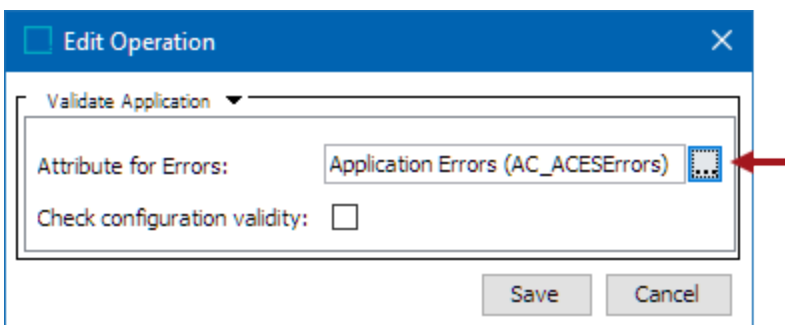 Edit Operation
Validate Application
Attribute for Errors: Application Errors (AC_ACESErrors) ...
Check configuration validity:
Save Cancel